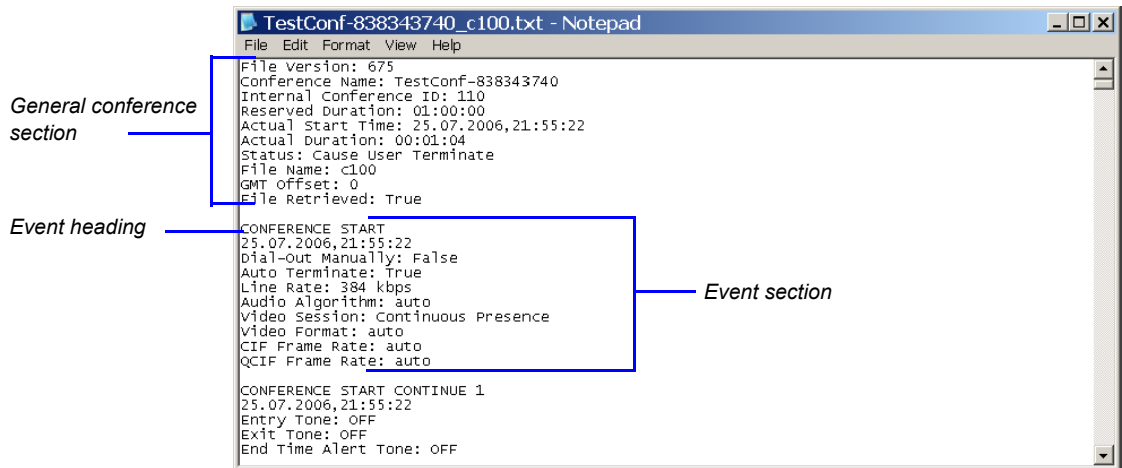 TestConf-838343740_c100.txt - Notepad
File Edit Format View Help
File Version: 675
Conference Name: TestConf-838343740
Internal Conference ID: 110
Reserved Duration: 01:00:00
Actual Start Time: 25.07.2006,21:55:22
Actual Duration: 00:01:04
Status: Cause User Terminate
File Name: c100
GMT Offset: 0
File Retrieved: True
General conference
section
Event heading
CONFERENCE START
25.07.2006,21:55:22
Dial-Out Manually: False
Auto Terminate: True
Line Rate: 384 kbps
Audio Algorithm: auto
Video Session: Continuous Presence
Video Format: auto
CIF Frame Rate: auto
QCIF Frame Rate: auto
Event section
CONFERENCE START CONTINUE 1
25.07.2006,21:55:22
Entry Tone: OFF
Exit Tone: OFF
End Time Alert Tone: OFF